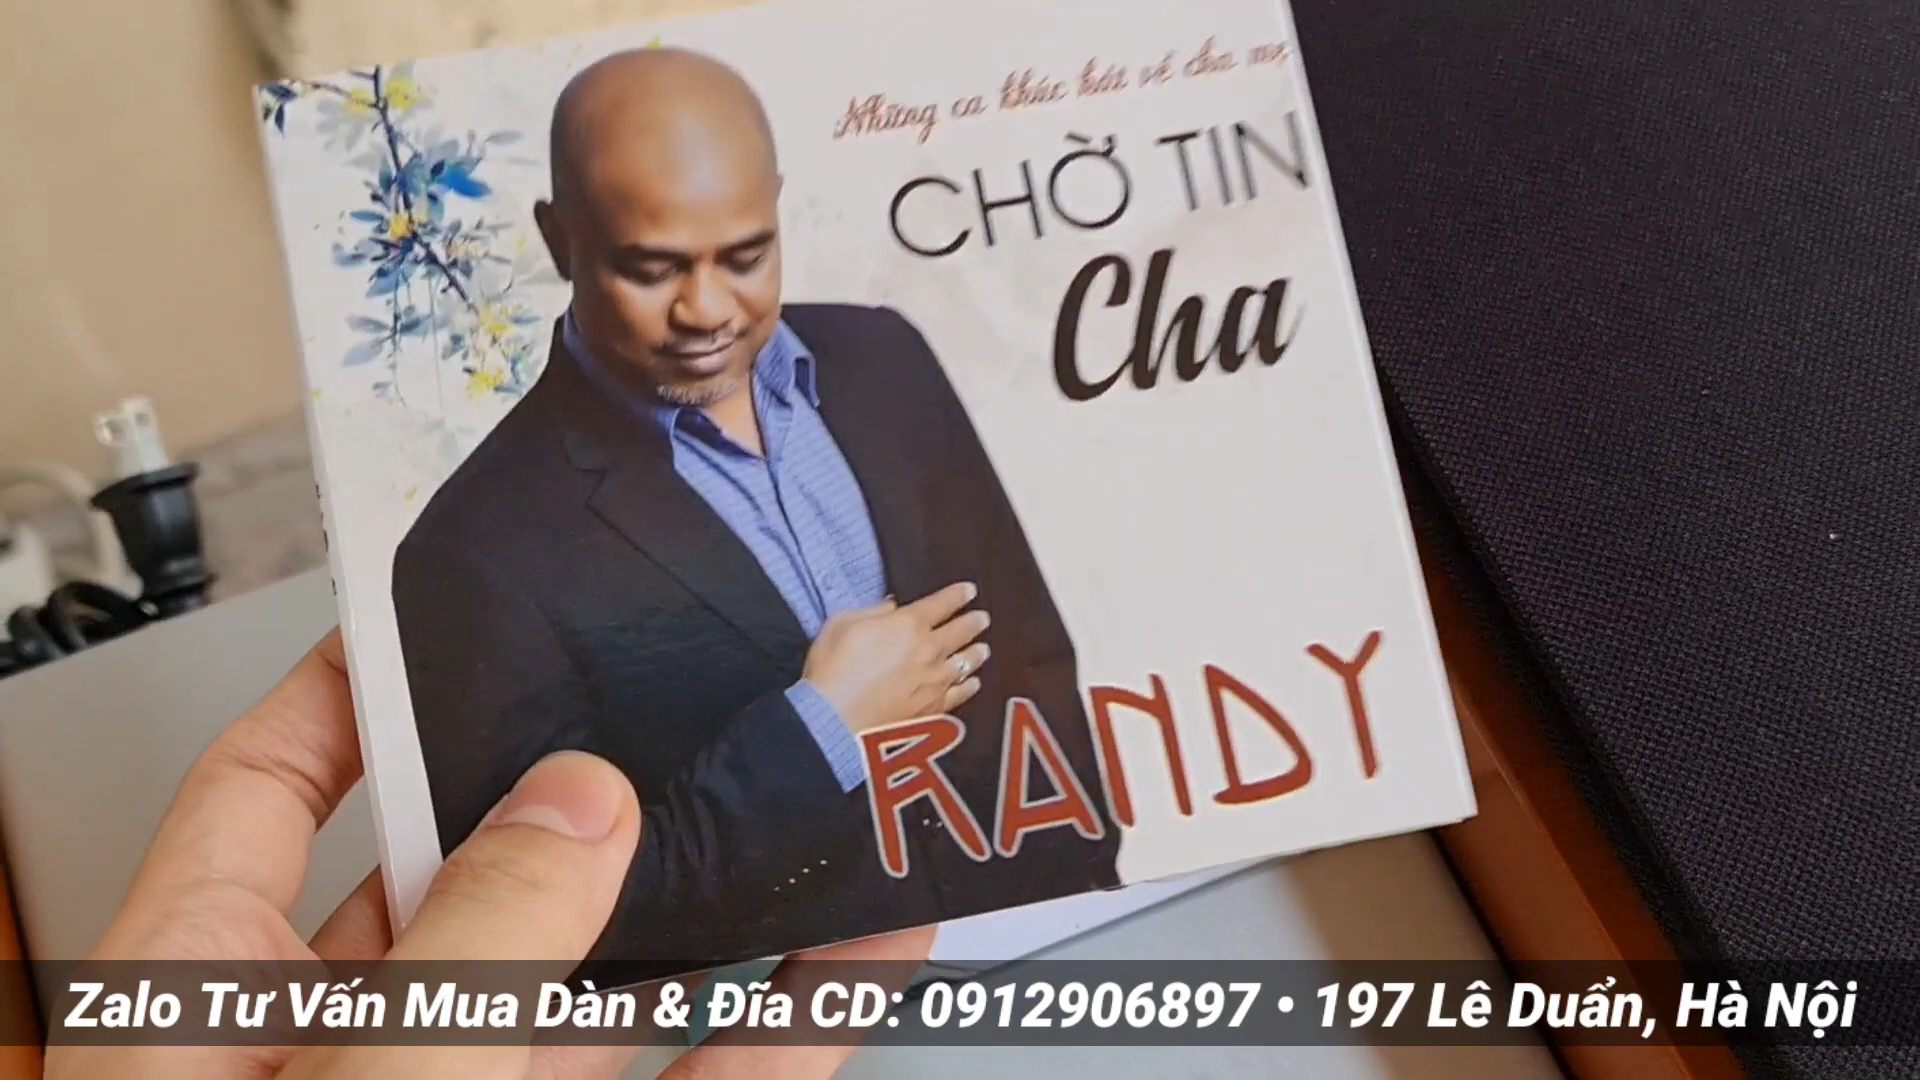 Những ca khúc hát về cha mẹ
CHỜ TIN
Cha
RANDY
Zalo Tư Vấn Mua Dàn & Đĩa CD: 0912906897 • 197 Lê Duẩn, Hà Nội